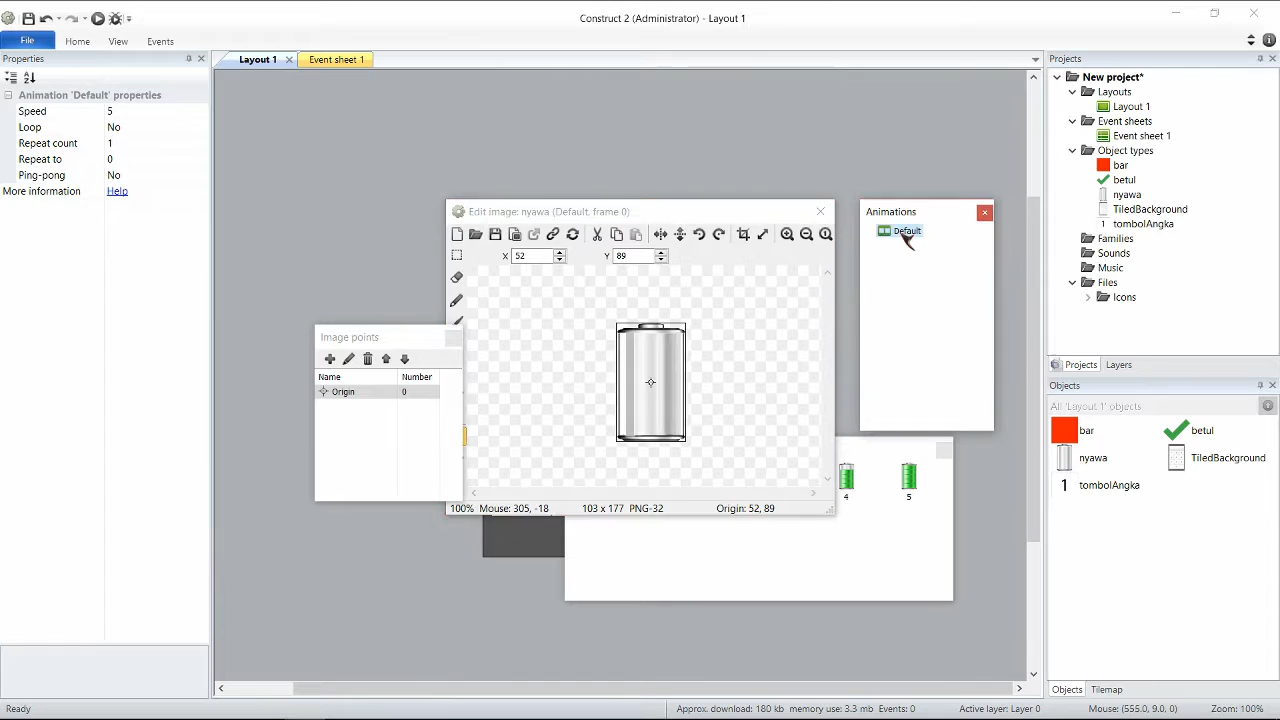 Construct 2 (Administrator) - Layout 1
File
Home
View
Events
Properties
Layout 1
Event sheet 1
Projects
Animation 'Default' properties
Speed
5
Loop
No
Repeat count
1
Repeat to
0
Ping-pong
No
More information
Help
Edit image: nyawa (Default, frame 0)
X
52
Y
89
Animations
Default
Image points
Name
Number
Origin
0
4
5
100%
Mouse: 305, -18
103 x 177
PNG-32
Origin: 52, 89
New project*
Layouts
Layout 1
Event sheets
Event sheet 1
Object types
bar
betul
nyawa
TiledBackground
1
tombolAngka
Families
Sounds
Music
Files
Icons
Projects
Layers
Objects
All 'Layout 1' objects
bar
betul
nyawa
TiledBackground
1
tombolAngka
Objects
Tilemap
Ready
Approx. download: 180 kb
memory use: 3.3 mb
Events: 0
Active layer: Layer 0
Mouse: (555.0, 9.0, 0)
Zoom: 100%